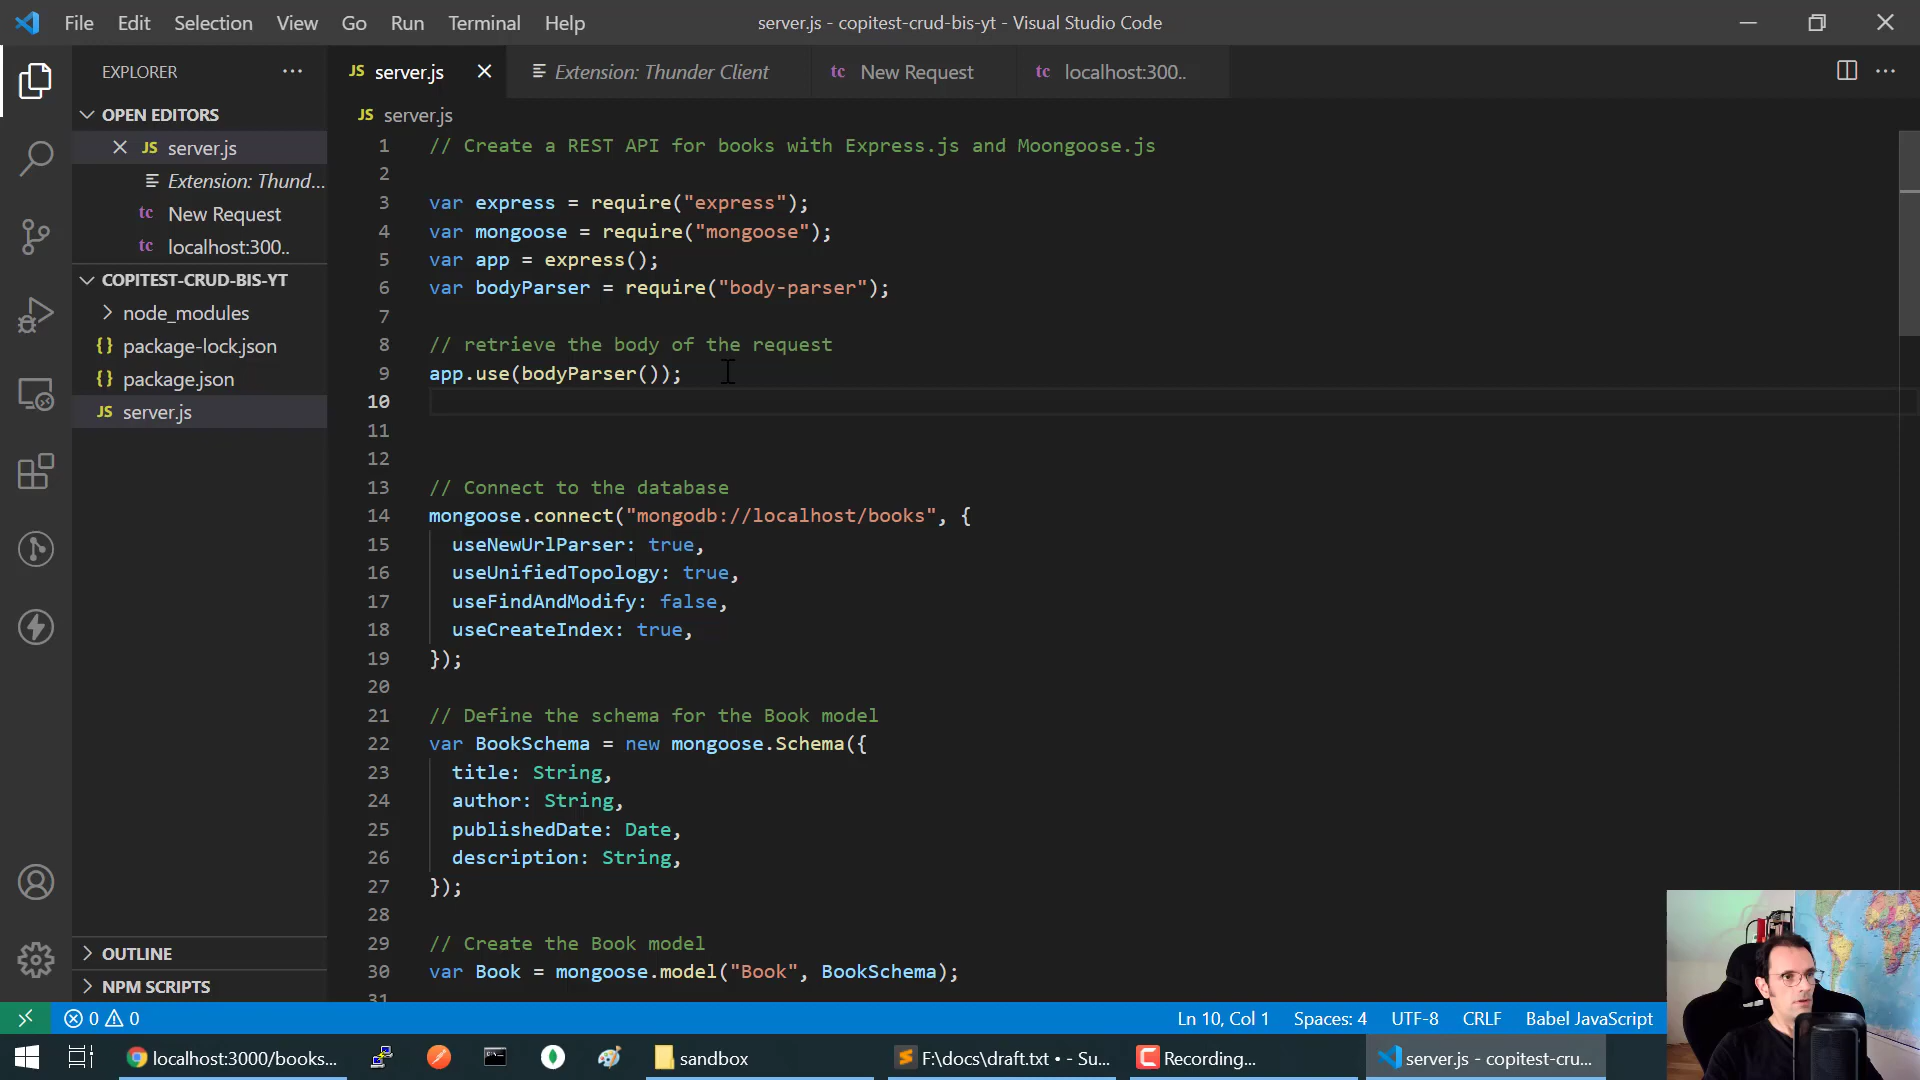 File Edit Selection View Go Run Terminal Help
server.js - copitest-crud-bis-yt - Visual Studio Code
EXPLORER
JS server.js
Extension: Thunder Client
tc New Request
tc localhost:300..
OPEN EDITORS
JS server.js
Extension: Thund...
tc New Request
tc localhost:300..
COPITEST-CRUD-BIS-YT
node_modules
{} package-lock.json
{} package.json
JS server.js
OUTLINE
NPM SCRIPTS
JS server.js
1 // Create a REST API for books with Express.js and Moongoose.js
2
3 var express = require("express");
4 var mongoose = require("mongoose");
5 var app = express();
6 var bodyParser = require("body-parser");
7
8 // retrieve the body of the request
9 app.use(bodyParser());
10
11
12
13 // Connect to the database
14 mongoose.connect("mongodb://localhost/books", {
15 useNewUrlParser: true,
16 useUnifiedTopology: true,
17 useFindAndModify: false,
18 useCreateIndex: true,
19 });
20
21 // Define the schema for the Book model
22 var BookSchema = new mongoose.Schema({
23 title: String,
24 author: String,
25 publishedDate: Date,
26 description: String,
27 });
28
29 // Create the Book model
30 var Book = mongoose.model("Book", BookSchema);
31
0 0
Ln 10, Col 1 Spaces: 4 UTF-8 CRLF Babel JavaScript
localhost:3000/books...
sandbox
F:\docs\draft.txt • - Su...
Recording...
server.js - copitest-cru...